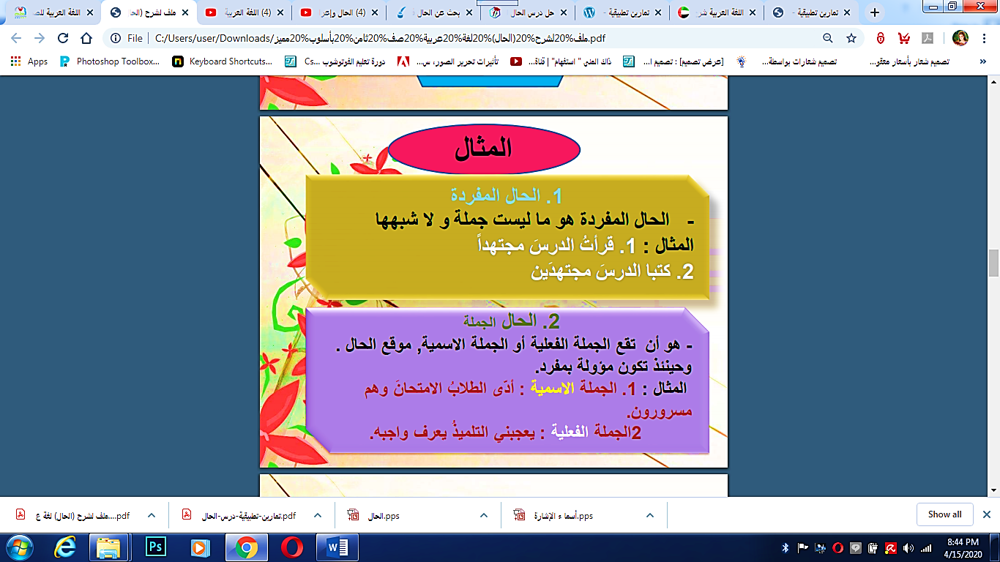 اللغة العربية للص
ملف لشرح (الحا
(4) اللغة العربية
(4) الحال وإعرا
بحث عن الحال ف
حل درس الحال
تمارين تطبيقية -
اللغة العربية شر
تمارين تطبيقية -
File
C:/Users/user/Downloads/ملف%20لشرح%20(الحال)%20لغة%20عربية%20صف%20ثامن%20بأسلوب%20مميز.pdf
Apps
Photoshop Toolbox...
Keyboard Shortcuts...
دورة تعليم الفوتوشوب Cs...
تأثيرات تحرير الصور، س...
ذاك المني " استفهام" | قناة...
[عرض تصميم] : تصميم ا...
تصميم شعارات بواسطة...
تصميم شعار بأسعار معقو...
»
المثال
1. الحال المفردة
- الحال المفردة هو ما ليست جملة و لا شبهها
المثال : 1. قرأتُ الدرسَ مجتهداً
2. كتبا الدرسَ مجتهدَين
2. الحال الجملة
- هو أن تقع الجملة الفعلية أو الجملة الاسمية, موقع الحال .
وحينئذ تكون مؤولة بمفرد.
المثال : 1. الجملة الاسمية : أدّى الطلابُ الامتحانَ وهم
مسرورون.
2الجملة الفعلية : يعجبني التلميذُ يعرف واجبه.
ملف لشرح (الحال) لغة ع....pdf
تمارين-تطبيقية-درس-الحال.pdf
الحال.pps
أسما ء الإشارة.pps
Show all
Ps
W
8:44 PM
4/15/2020